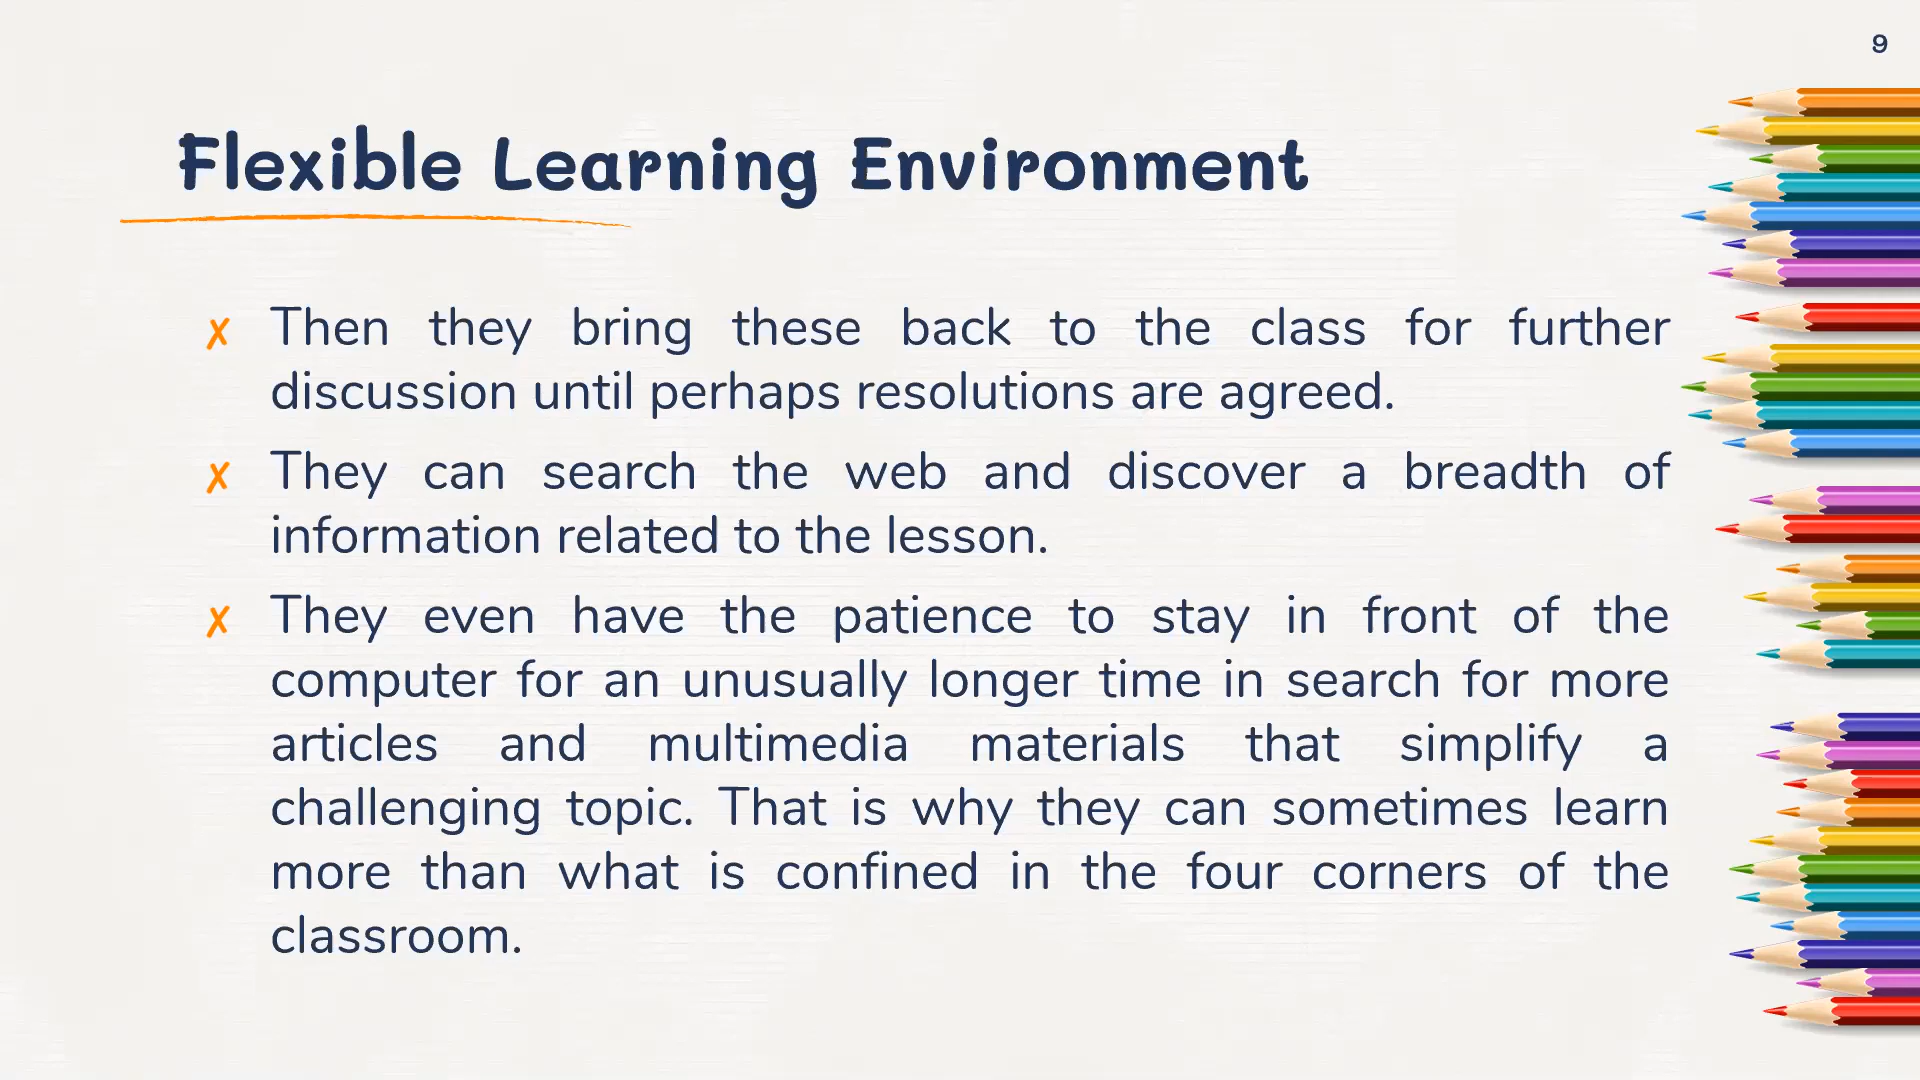 9
Flexible Learning Environment
✗ Then they bring these back to the class for further
discussion until perhaps resolutions are agreed.
✗ They can search the web and discover a breadth of
information related to the lesson.
✗ They even have the patience to stay in front of the
computer for an unusually longer time in search for more
articles and multimedia materials that simplify a
challenging topic. That is why they can sometimes learn
more than what is confined in the four corners of the
classroom.